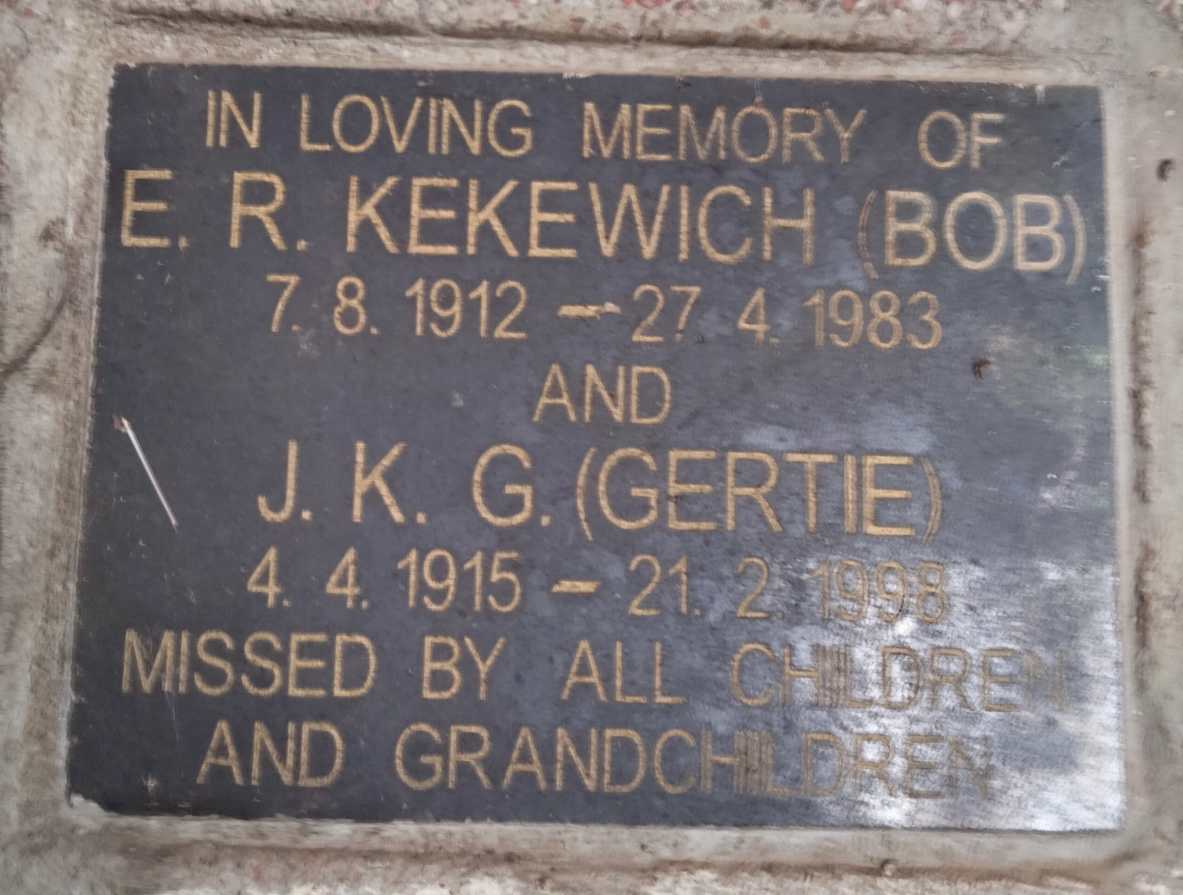 IN LOVING MEMORY OF
E. R. KEKEWICH (BOB)
7. 8. 1912 – 27 4. 1983
AND
J. K. G. (GERTIE)
4. 4. 1915 – 21. 2. 1998
MISSED BY ALL CHILDREN
AND GRANDCHILDREN